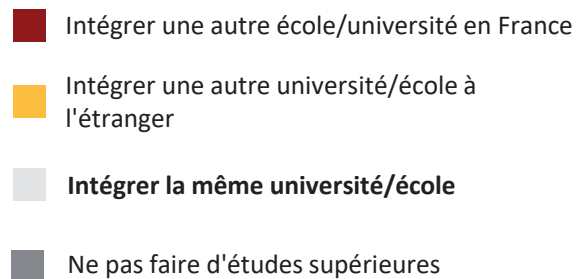 Intégrer une autre école/université en France
Intégrer une autre université/école à
l'étranger
Intégrer la même université/école
Ne pas faire d'études supérieures